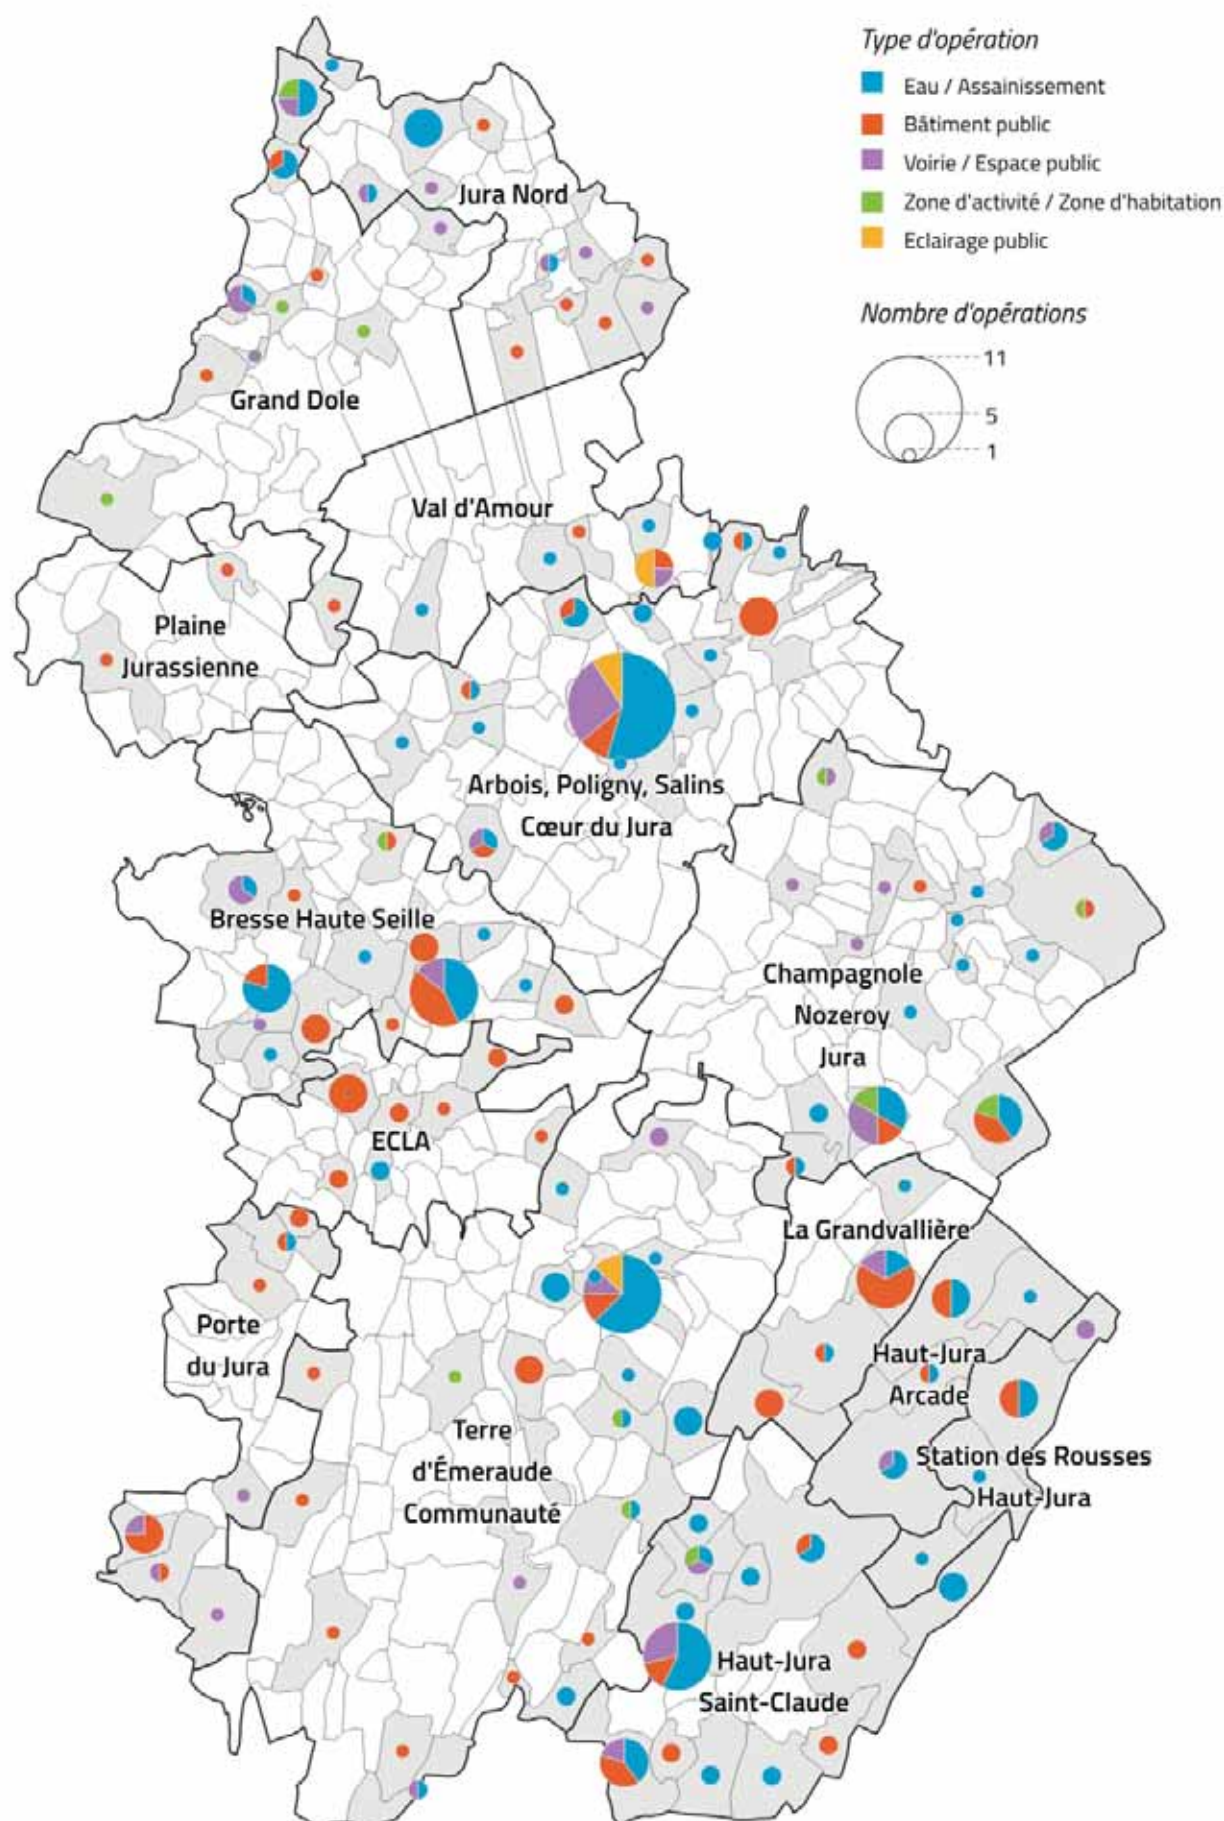 Type d'opération
Eau / Assainissement
Bâtiment public
Voirie / Espace public
Zone d'activité / Zone d'habitation
Eclairage public
Nombre d'opérations
11
5
1
Jura Nord
Grand Dole
Val d'Amour
Plaine
Jurassienne
Arbois, Poligny, Salins
Cœur du Jura
Bresse Haute Seille
Champagnole
Nozeroy
Jura
ECLA
La Grandvallière
Porte
du Jura
Haut-Jura
Arcade
Terre
d'Émeraude
Communauté
Station des Rousses
Haut-Jura
Haut-Jura
Saint-Claude